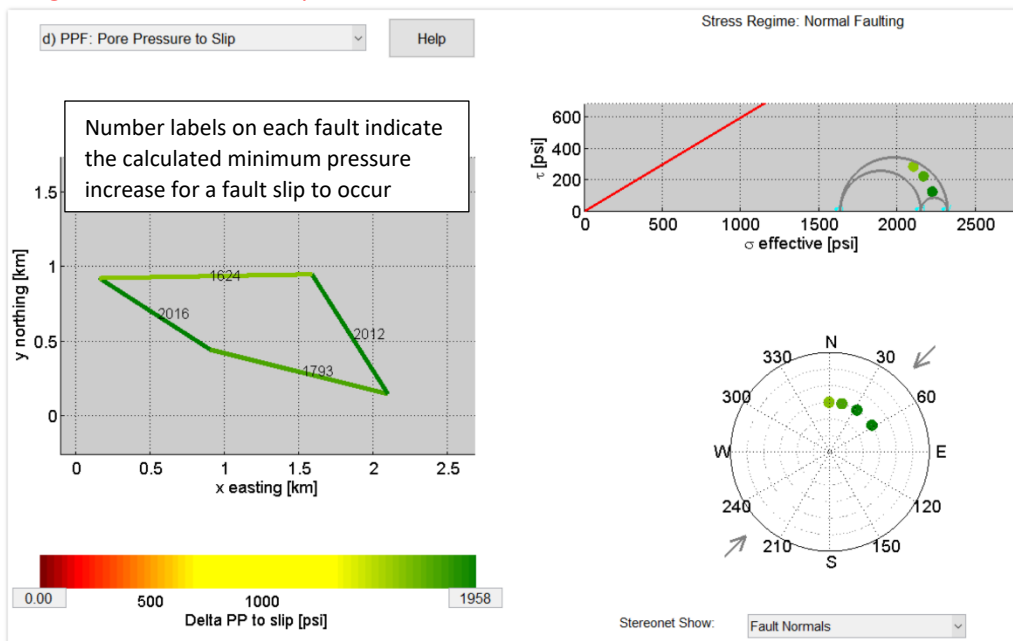 d) PPF: Pore Pressure to Slip
Help
Stress Regime: Normal Faulting
Number labels on each fault indicate
the calculated minimum pressure
increase for a fault slip to occur
1.5
1
0.5
0
y northing [km]
1624
2016
2012
1793
0 0.5 1 1.5 2 2.5
x easting [km]
600
400
200
0
τ [psi]
0 500 1000 1500 2000 2500
σ effective [psi]
N
30
60
E
120
150
S
210
240
W
300
330
0.00 500 1000 1958
Delta PP to slip [psi]
Stereonet Show: Fault Normals